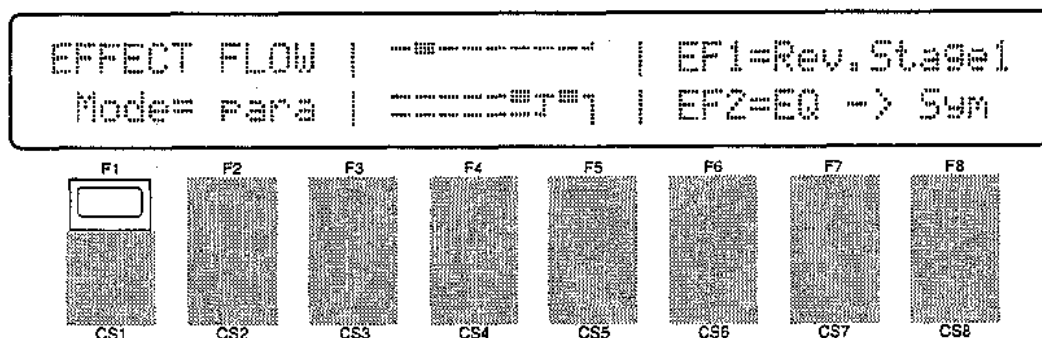 EFFECT FLOW | | EF1=Rev.Stage1
Mode= para | | EF2=EQ -> Sym
F1 F2 F3 F4 F5 F6 F7 F8
CS1 CS2 CS3 CS4 CS5 CS6 CS7 CS8